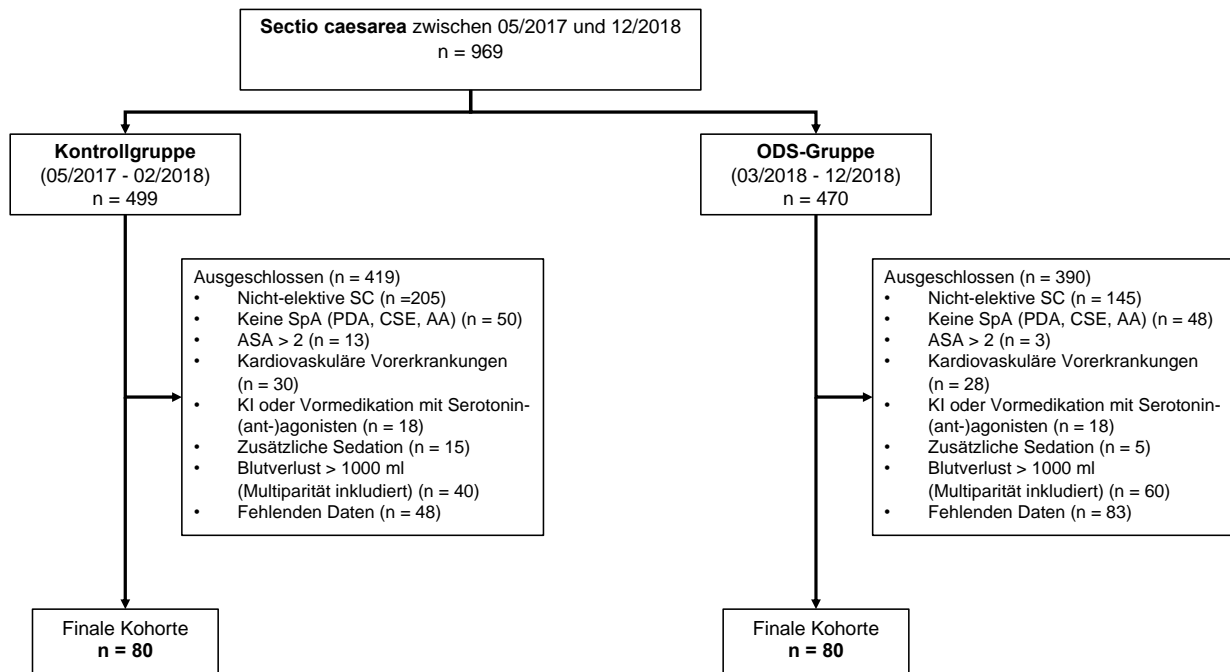 Sectio caesarea zwischen 05/2017 und 12/2018
n = 969
Kontrollgruppe
(05/2017 - 02/2018)
n = 499
ODS-Gruppe
(03/2018 - 12/2018)
n = 470
Ausgeschlossen (n = 419)
• Nicht-elektive SC (n =205)
• Keine SpA (PDA, CSE, AA) (n = 50)
• ASA > 2 (n = 13)
• Kardiovaskuläre Vorerkrankungen
(n = 30)
• KI oder Vormedikation mit Serotonin-
(ant-)agonisten (n = 18)
• Zusätzliche Sedation (n = 15)
• Blutverlust > 1000 ml
(Multiparität inkludiert) (n = 40)
• Fehlenden Daten (n = 48)
Ausgeschlossen (n = 390)
• Nicht-elektive SC (n = 145)
• Keine SpA (PDA, CSE, AA) (n = 48)
• ASA > 2 (n = 3)
• Kardiovaskuläre Vorerkrankungen
(n = 28)
• KI oder Vormedikation mit Serotonin-
(ant-)agonisten (n = 18)
• Zusätzliche Sedation (n = 5)
• Blutverlust > 1000 ml
(Multiparität inkludiert) (n = 60)
• Fehlenden Daten (n = 83)
Finale Kohorte
n = 80
Finale Kohorte
n = 80